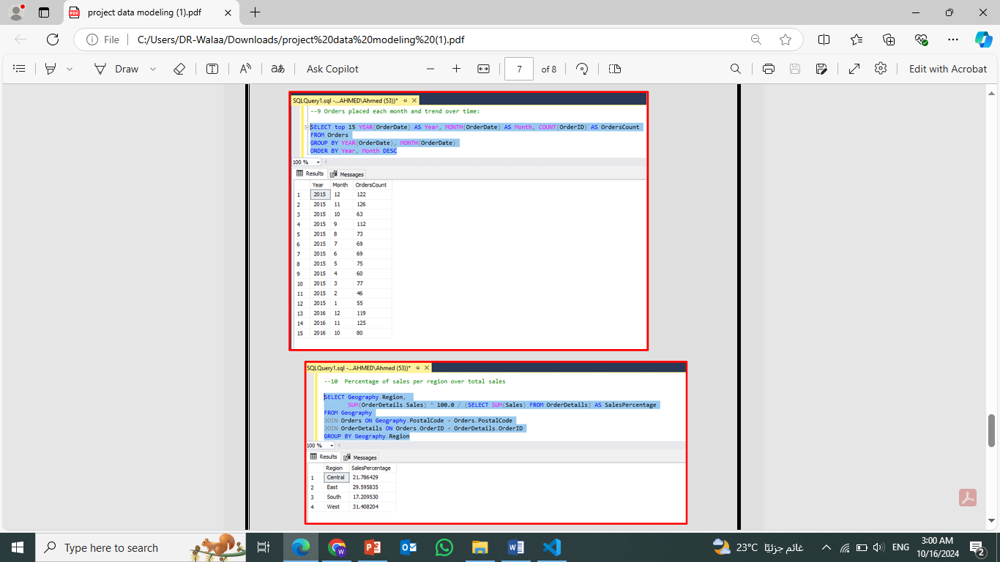 project data modeling (1).pdf
File
C:/Users/DR-Walaa/Downloads/project%20data%20modeling%20(1).pdf
Draw
Ask Copilot
7 of 8
Edit with Acrobat
SQLQuery1.sql -...AHMED\Ahmed (53))*
--9 Orders placed each month and trend over time:
SELECT top 15 YEAR(OrderDate) AS Year, MONTH(OrderDate) AS Month, COUNT(OrderID) AS OrdersCount
FROM Orders
GROUP BY YEAR(OrderDate), MONTH(OrderDate)
ORDER BY Year, Month DESC
100 %
Results Messages
Year Month OrdersCount
1 2015 12 122
2 2015 11 126
3 2015 10 63
4 2015 9 112
5 2015 8 73
6 2015 7 69
7 2015 6 69
8 2015 5 75
9 2015 4 60
10 2015 3 77
11 2015 2 46
12 2015 1 55
13 2016 12 119
14 2016 11 125
15 2016 10 80
SQLQuery1.sql -...AHMED\Ahmed (53))*
--10  Percentage of sales per region over total sales
SELECT Geography.Region,
SUM(OrderDetails.Sales) * 100.0 / (SELECT SUM(Sales) FROM OrderDetails) AS SalesPercentage
FROM Geography
JOIN Orders ON Geography.PostalCode = Orders.PostalCode
JOIN OrderDetails ON Orders.OrderID = OrderDetails.OrderID
GROUP BY Geography.Region
100 %
Results Messages
Region SalesPercentage
1 Central 21.786429
2 East 29.595835
3 South 17.209530
4 West 31.408204
Type here to search
23°C غائم جزئيًا
ENG
3:00 AM
10/16/2024
2